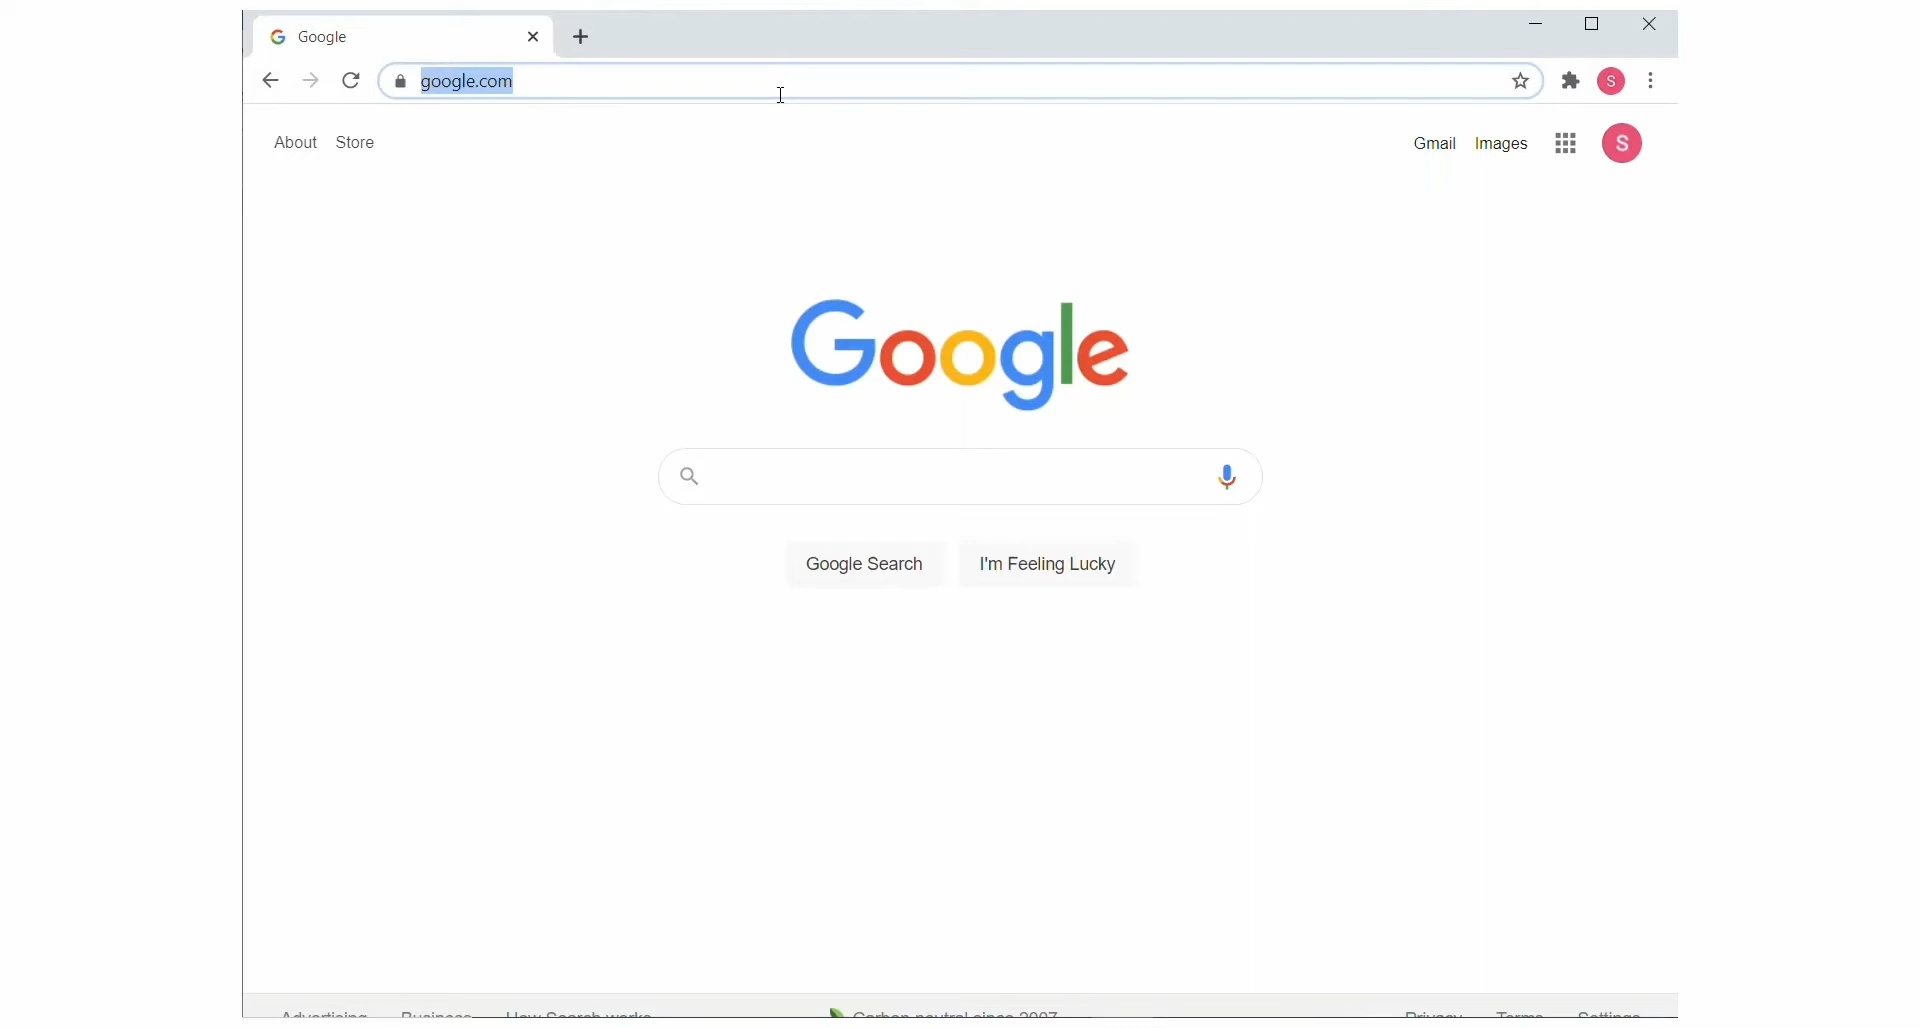 Google
google.com
S
About Store
Gmail Images
S
Google
Google Search I'm Feeling Lucky
Advertising Business How Search works Carbon neutral since 2007 Privacy Terms Settings